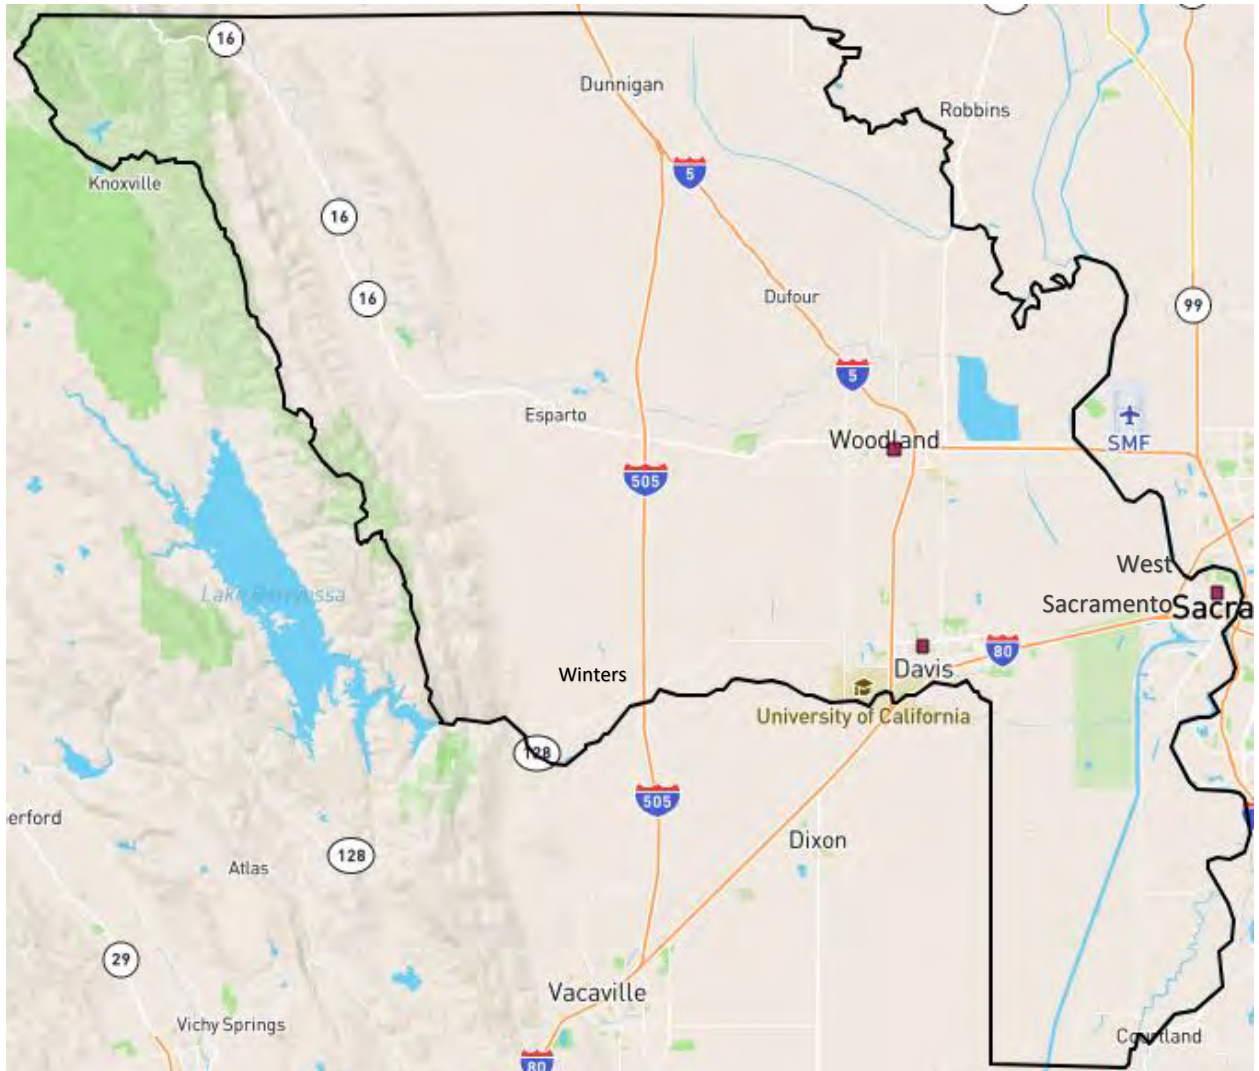 16
Dunnigan
Robbins
5
Knoxville
16
16
Dufour
99
5
Esparto
Woodland
SMF
505
West
Lake Berryessa
Sacramento
Sacra
80
Winters
Davis
University of California
128
505
erford
Dixon
128
Atlas
29
Vacaville
Vichy Springs
Courtland
80